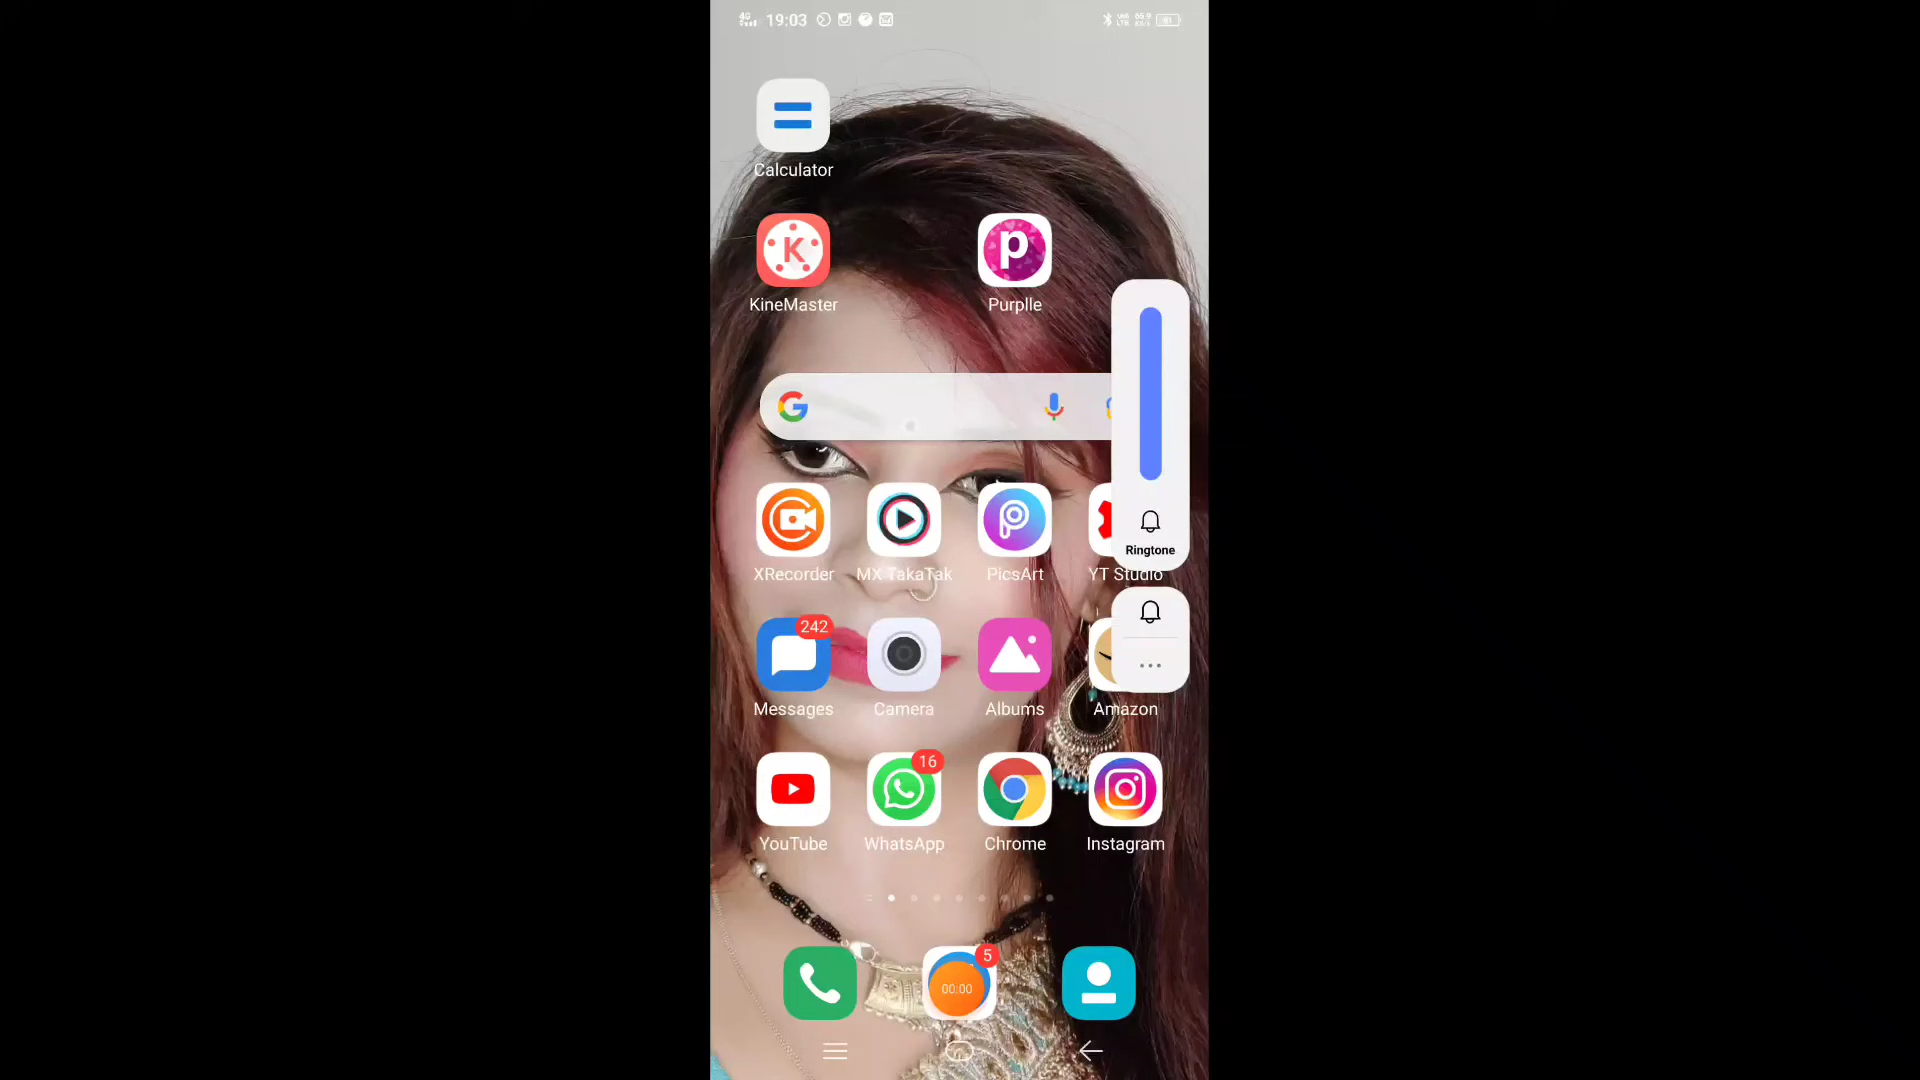 4G 19:03
Calculator
KineMaster
Purplle
Ringtone
XRecorder MX TakaTak PicsArt YT Studio
242
Messages Camera Albums Amazon
16
YouTube WhatsApp Chrome Instagram
5
00:00